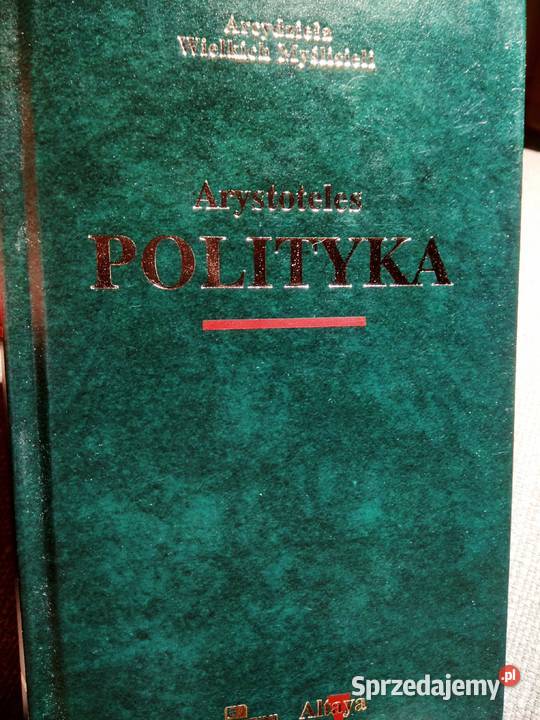 Arcydzieła
Wielkich Myślicieli
Arystoteles
POLITYKA
Altaya
Sprzedajemy.pl